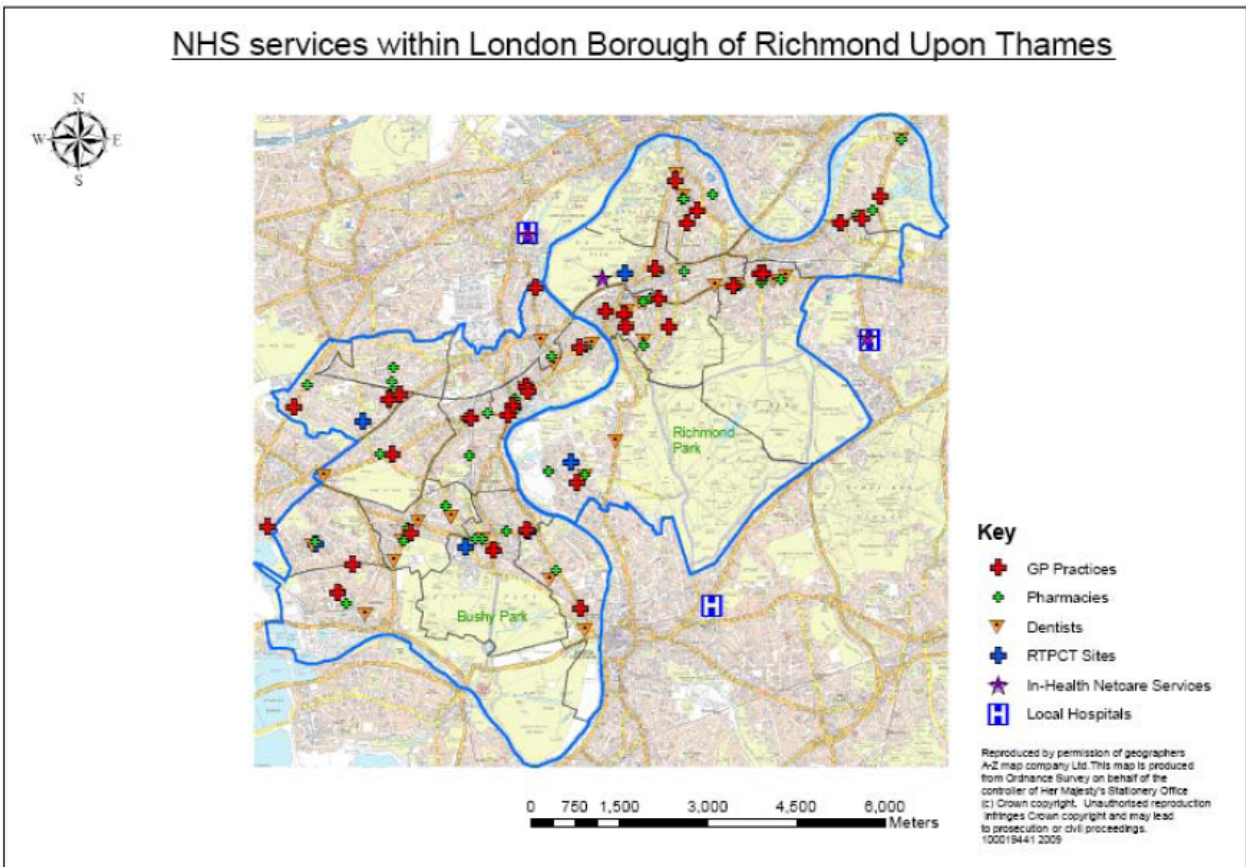 NHS services within London Borough of Richmond Upon Thames
N
W
E
S
H
H
Richmond
Park
Bushy Park
H
Key
GP Practices
Pharmacies
Dentists
RTPCT Sites
In-Health Netcare Services
H Local Hospitals
Reproduced by permission of geographers
A-Z map company Ltd.This map is produced
from Ordnance Survey on behalf of the
controller of Her Majesty's Stationery Office
(c) Crown copyright. Unauthorised reproduction
infringes Crown copyright and may lead
to prosecution or civil proceedings.
100019441 2009
0 750 1,500 3,000 4,500 6,000
Meters